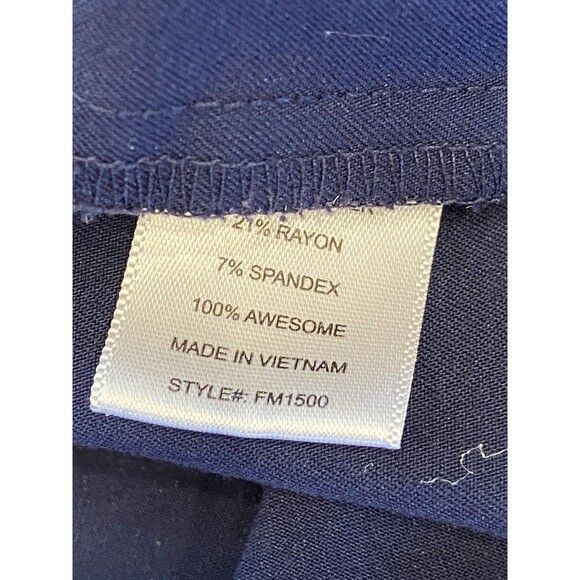 21% RAYON
7% SPANDEX
100% AWESOME
MADE IN VIETNAM
STYLE#: FM1500